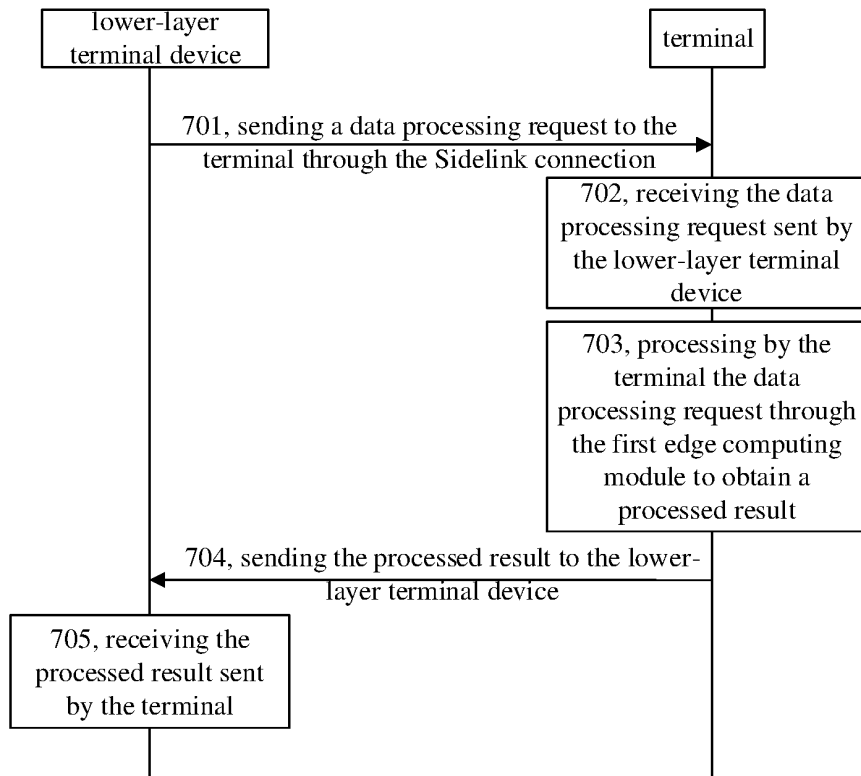 lower-layer
terminal device
terminal
701, sending a data processing request to the
terminal through the Sidelink connection
702, receiving the data
processing request sent by
the lower-layer terminal
device
703, processing by the
terminal the data
processing request through
the first edge computing
module to obtain a
processed result
704, sending the processed result to the lower-
layer terminal device
705, receiving the
processed result sent
by the terminal